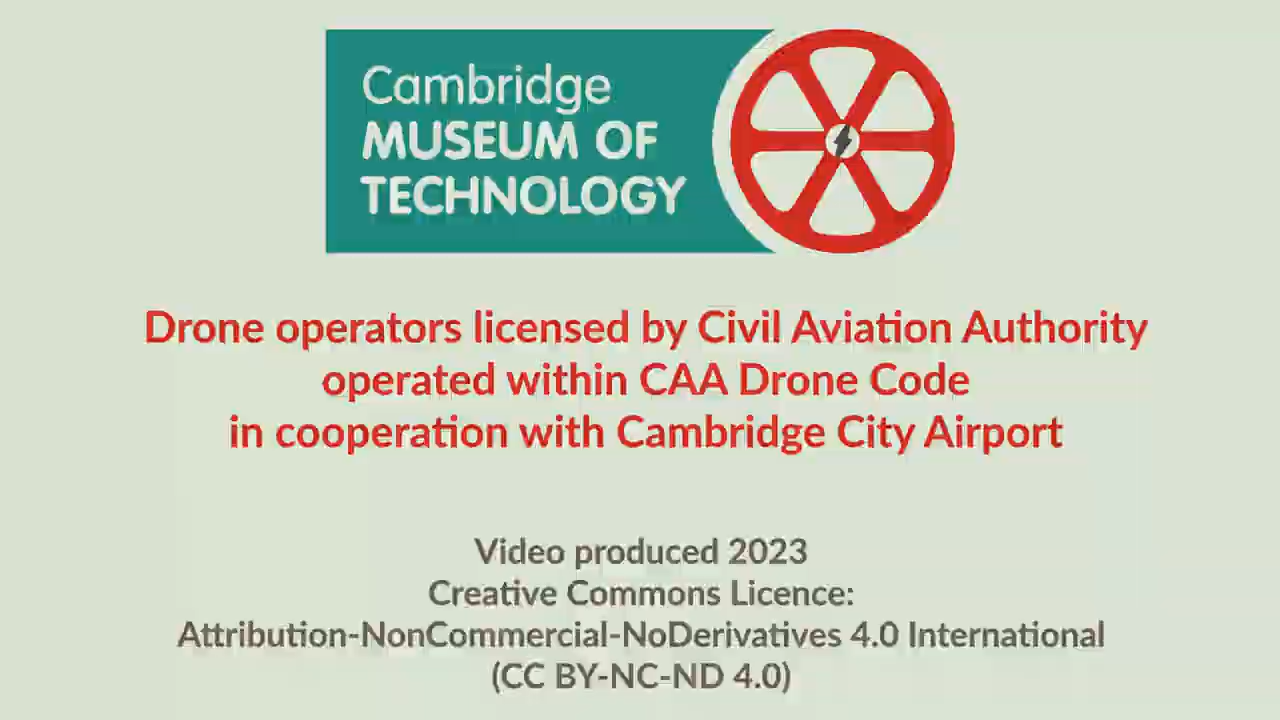 Cambridge
MUSEUM OF
TECHNOLOGY
Drone operators licensed by Civil Aviation Authority
operated within CAA Drone Code
in cooperation with Cambridge City Airport
Video produced 2023
Creative Commons Licence:
Attribution-NonCommercial-NoDerivatives 4.0 International
(CC BY-NC-ND 4.0)